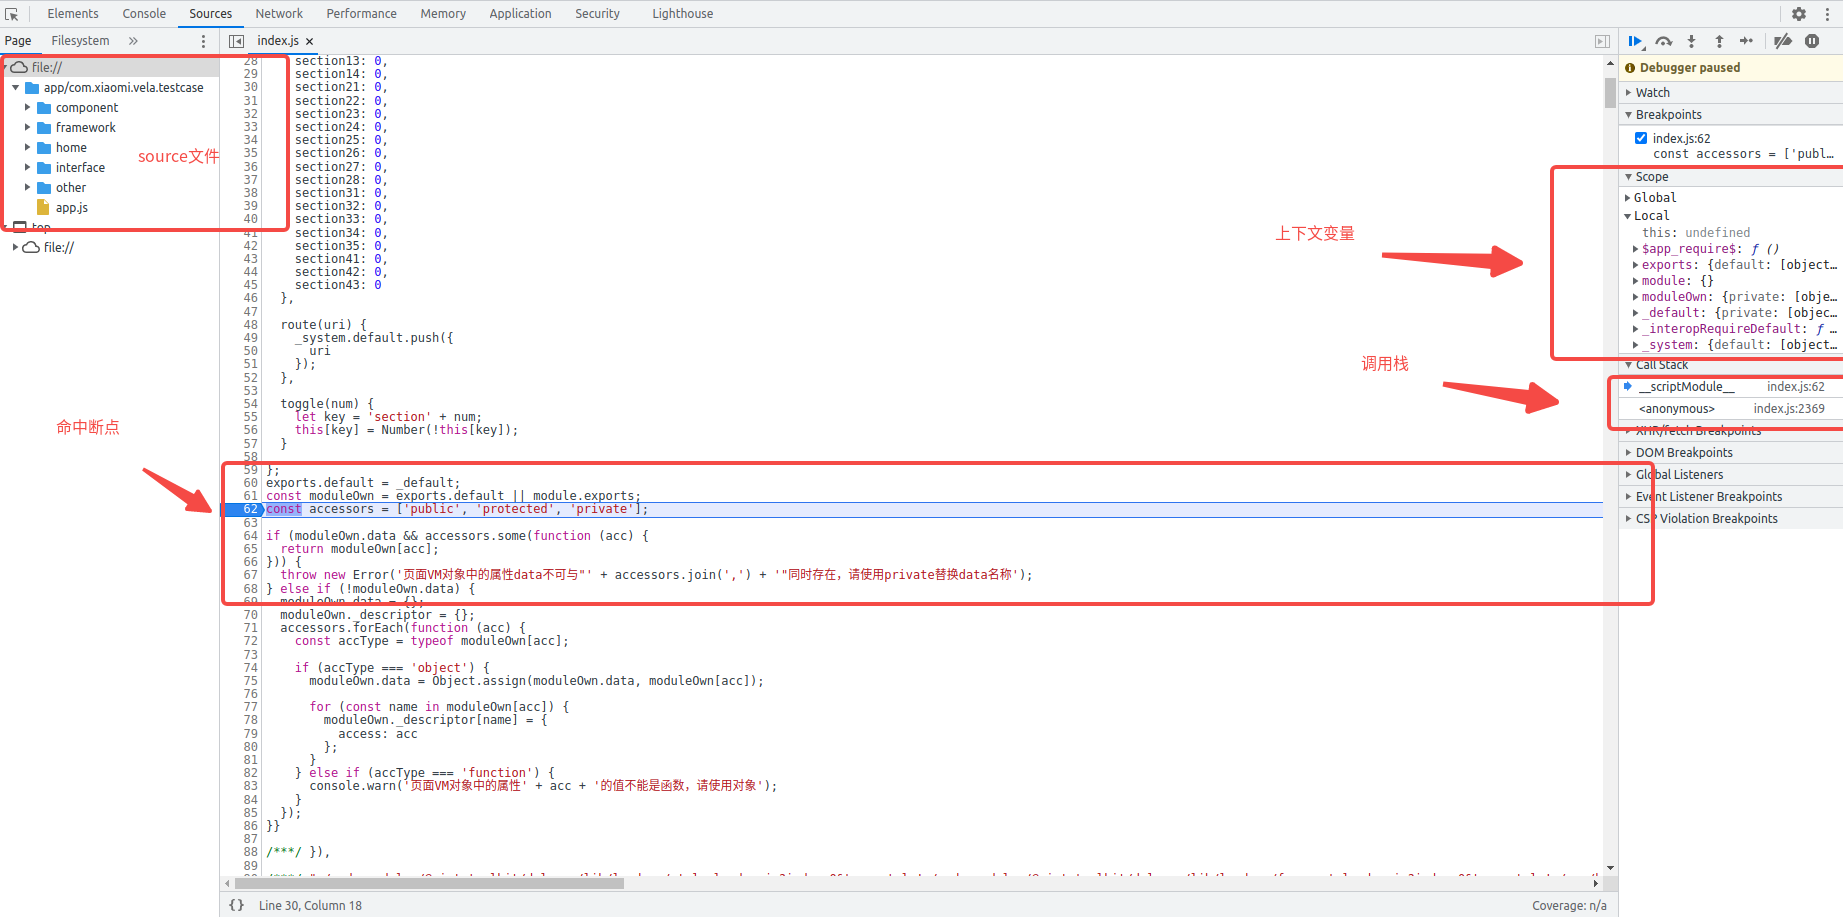 Elements Console Sources Network Performance Memory Application Security Lighthouse
Page Filesystem »
index.js ×
file://
app/com.xiaomi.vela.testcase
component
framework
home
interface
other
app.js
top
file://
source文件
命中断点
28 section13: 0,
29 section14: 0,
30 section21: 0,
31 section22: 0,
32 section23: 0,
33 section24: 0,
34 section25: 0,
35 section26: 0,
36 section27: 0,
37 section28: 0,
38 section31: 0,
39 section32: 0,
40 section33: 0,
41 section34: 0,
42 section35: 0,
43 section41: 0,
44 section42: 0,
45 section43: 0
46 },
47
48 route(uri) {
49 _system.default.push({
50 uri
51 });
52 },
53
54 toggle(num) {
55 let key = 'section' + num;
56 this[key] = Number(!this[key]);
57 }
58
59 };
60 exports.default = _default;
61 const moduleOwn = exports.default || module.exports;
62 const accessors = ['public', 'protected', 'private'];
63
64 if (moduleOwn.data && accessors.some(function (acc) {
65 return moduleOwn[acc];
66 })) {
67 throw new Error('页面VM对象中的属性data不可与"' + accessors.join(',') + '"同时存在，请使用private替换data名称');
68 } else if (!moduleOwn.data) {
69 moduleOwn.data = {};
70 moduleOwn._descriptor = {};
71 accessors.forEach(function (acc) {
72 const accType = typeof moduleOwn[acc];
73
74 if (accType === 'object') {
75 moduleOwn.data = Object.assign(moduleOwn.data, moduleOwn[acc]);
76
77 for (const name in moduleOwn[acc]) {
78 moduleOwn._descriptor[name] = {
79 access: acc
80 };
81 }
82 } else if (accType === 'function') {
83 console.warn('页面VM对象中的属性' + acc + '的值不能是函数，请使用对象');
84 }
85 });
86 }}
87
88 /***/ }),
89
上下文变量
调用栈
{} Line 30, Column 18
Coverage: n/a
Debugger paused
Watch
Breakpoints
index.js:62
const accessors = ['publ…
Scope
Global
Local
this: undefined
$app_require$: ƒ ()
exports: {default: [object…
module: {}
moduleOwn: {private: [obje…
_default: {private: [objec…
_interopRequireDefault: ƒ …
_system: {default: [object…
Call Stack
__scriptModule__ index.js:62
<anonymous> index.js:2369
XHR/fetch Breakpoints
DOM Breakpoints
Global Listeners
Event Listener Breakpoints
CSP Violation Breakpoints